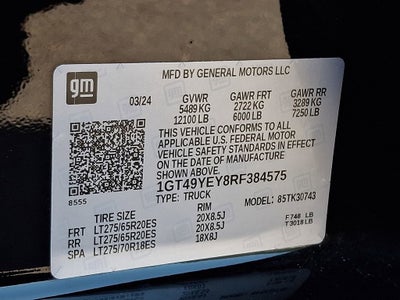 gm
MFD BY GENERAL MOTORS LLC
03/24 GVWR GAWR FRT GAWR RR
5489 KG 2722 KG 3289 KG
12100 LB 6000 LB 7250 LB
THIS VEHICLE CONFORMS TO ALL
APPLICABLE U.S. FEDERAL MOTOR
VEHICLE SAFETY STANDARDS IN EFFECT
ON THE DATE OF MANUFACTURE
SHOWN ABOVE.
8555 1GT49YEY8RF384575
TYPE: TRUCK MODEL: 85TK30743
TIRE SIZE RIM
FRT LT275/65R20ES 20X8.5J F 748 LB
RR LT275/65R20ES 20X8.5J T 3018 LB
SPA LT275/70R18ES 18X8J